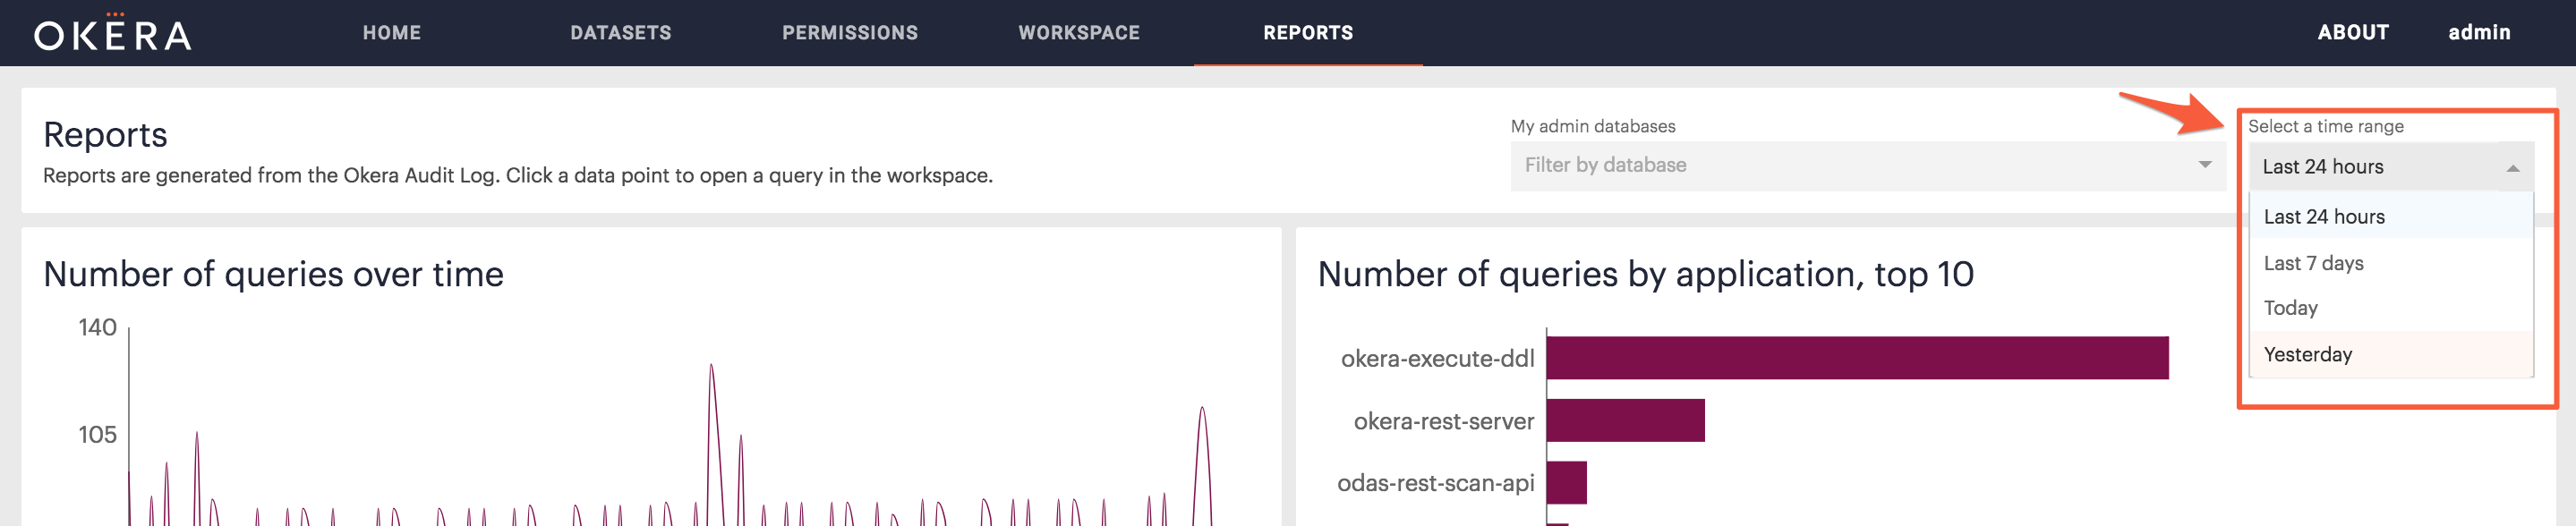 OKERA HOME DATASETS PERMISSIONS WORKSPACE REPORTS ABOUT admin
Reports
Reports are generated from the Okera Audit Log. Click a data point to open a query in the workspace.
My admin databases
Filter by database
Select a time range
Last 24 hours
Last 24 hours
Last 7 days
Today
Yesterday
Number of queries over time
140
105
Number of queries by application, top 10
okera-execute-ddl
okera-rest-server
odas-rest-scan-api